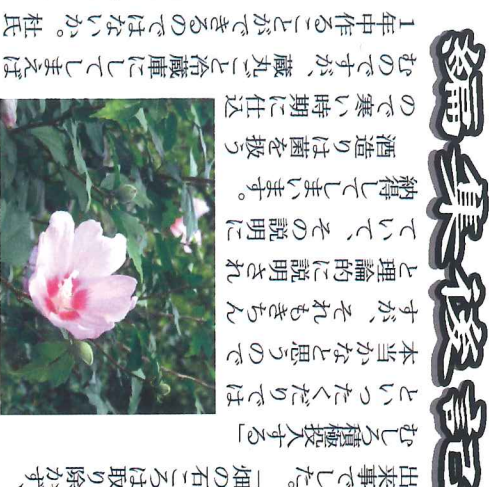 編集後記
出来事でした。「畑の石ころは取り除かず、
むしろ積極投入する」
といったくだりでは
本当かなと思うので
すが、それもきちん
と理論的に説明され
ていて、その説明に
納得してしまいます。
酒造りは菌を扱う
ので寒い時期に仕込
むのですが、蔵丸ごと冷蔵庫にしてしまえば
1年中作ることができるのではないか。杜氏